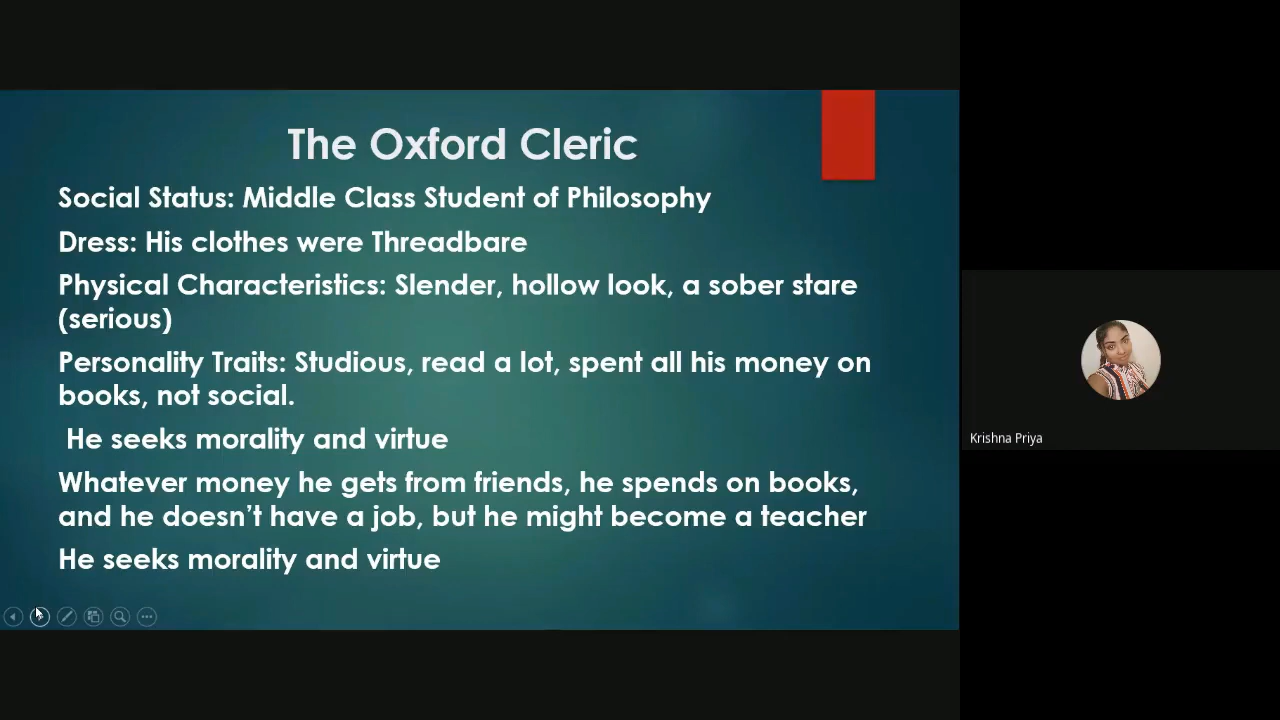 The Oxford Cleric
Social Status: Middle Class Student of Philosophy
Dress: His clothes were Threadbare
Physical Characteristics: Slender, hollow look, a sober stare
(serious)
Personality Traits: Studious, read a lot, spent all his money on
books, not social.
He seeks morality and virtue
Whatever money he gets from friends, he spends on books,
and he doesn't have a job, but he might become a teacher
He seeks morality and virtue
Krishna Priya